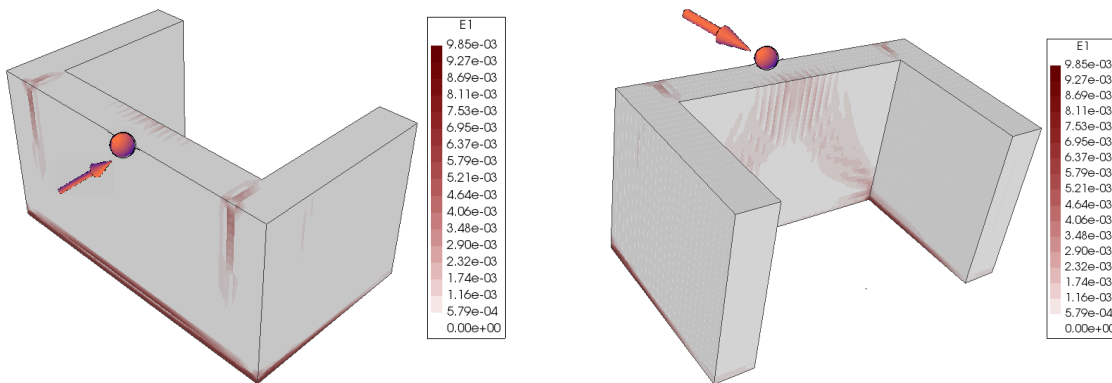 E1
9.85e-03
9.27e-03
8.69e-03
8.11e-03
7.53e-03
6.95e-03
6.37e-03
5.79e-03
5.21e-03
4.64e-03
4.06e-03
3.48e-03
2.90e-03
2.32e-03
1.74e-03
1.16e-03
5.79e-04
0.00e+00
E1
9.85e-03
9.27e-03
8.69e-03
8.11e-03
7.53e-03
6.95e-03
6.37e-03
5.79e-03
5.21e-03
4.64e-03
4.06e-03
3.48e-03
2.90e-03
2.32e-03
1.74e-03
1.16e-03
5.79e-04
0.00e+00